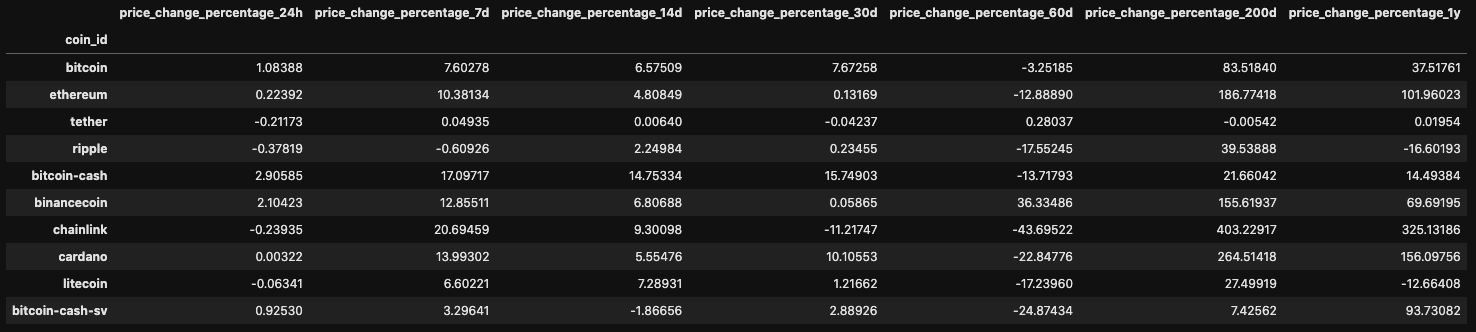 price_change_percentage_24h price_change_percentage_7d price_change_percentage_14d price_change_percentage_30d price_change_percentage_60d price_change_percentage_200d price_change_percentage_1y
coin_id
bitcoin 1.08388 7.60278 6.57509 7.67258 -3.25185 83.51840 37.51761
ethereum 0.22392 10.38134 4.80849 0.13169 -12.88890 186.77418 101.96023
tether -0.21173 0.04935 0.00640 -0.04237 0.28037 -0.00542 0.01954
ripple -0.37819 -0.60926 2.24984 0.23455 -17.55245 39.53888 -16.60193
bitcoin-cash 2.90585 17.09717 14.75334 15.74903 -13.71793 21.66042 14.49384
binancecoin 2.10423 12.85511 6.80688 0.05865 36.33486 155.61937 69.69195
chainlink -0.23935 20.69459 9.30098 -11.21747 -43.69522 403.22917 325.13186
cardano 0.00322 13.99302 5.55476 10.10553 -22.84776 264.51418 156.09756
litecoin -0.06341 6.60221 7.28931 1.21662 -17.23960 27.49919 -12.66408
bitcoin-cash-sv 0.92530 3.29641 -1.86656 2.88926 -24.87434 7.42562 93.73082